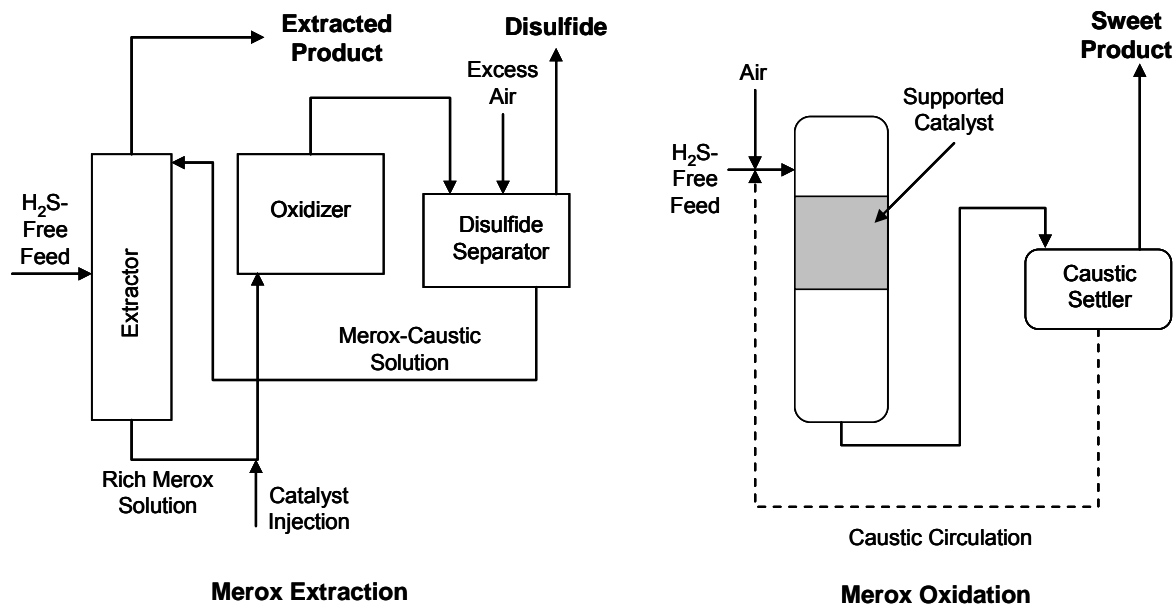 Extracted
Product
Disulfide
Excess
Air
H₂S-
Free
Feed
Extractor
Oxidizer
Disulfide
Separator
Merox-Caustic
Solution
Rich Merox
Solution
Catalyst
Injection
Merox Extraction
Sweet
Product
Air
Supported
Catalyst
H₂S-
Free
Feed
Caustic
Settler
Caustic Circulation
Merox Oxidation